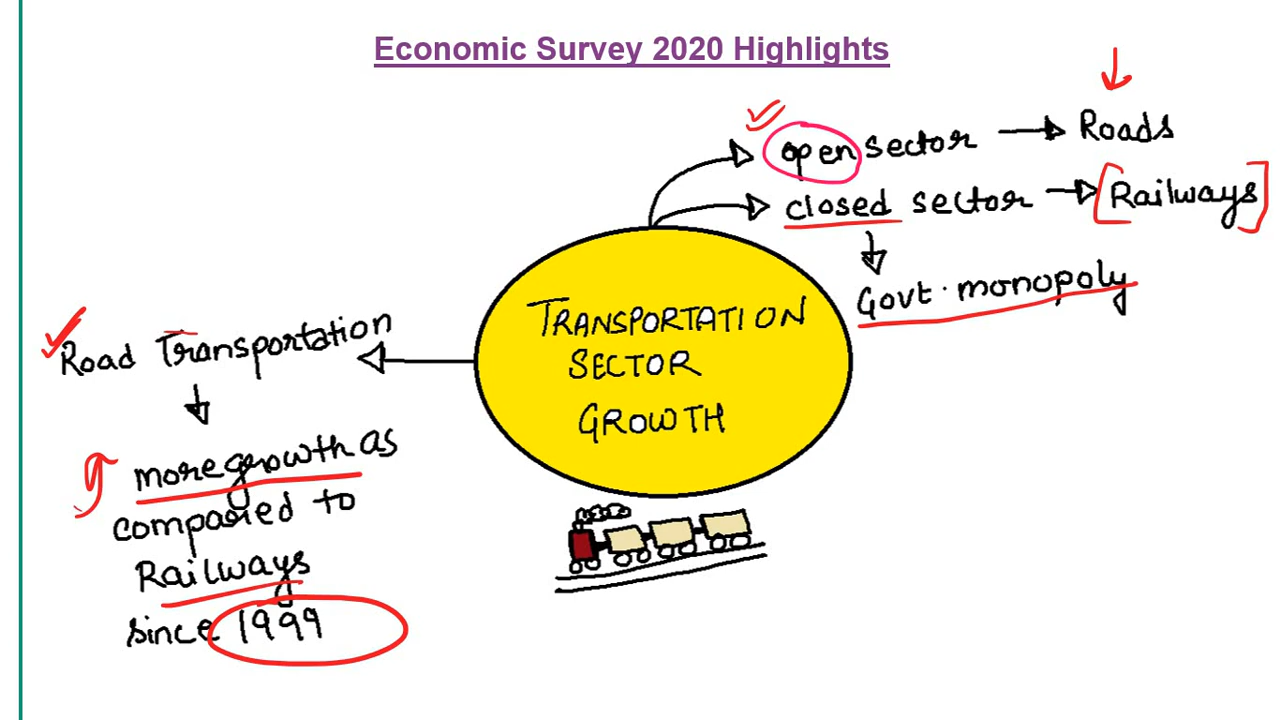 Economic Survey 2020 Highlights
open sector → Roads
closed sector → [Railways]
Govt. monopoly
TRANSPORTATION
SECTOR
GROWTH
Road Transportation
more growth as
compared to
Railways
since 1999